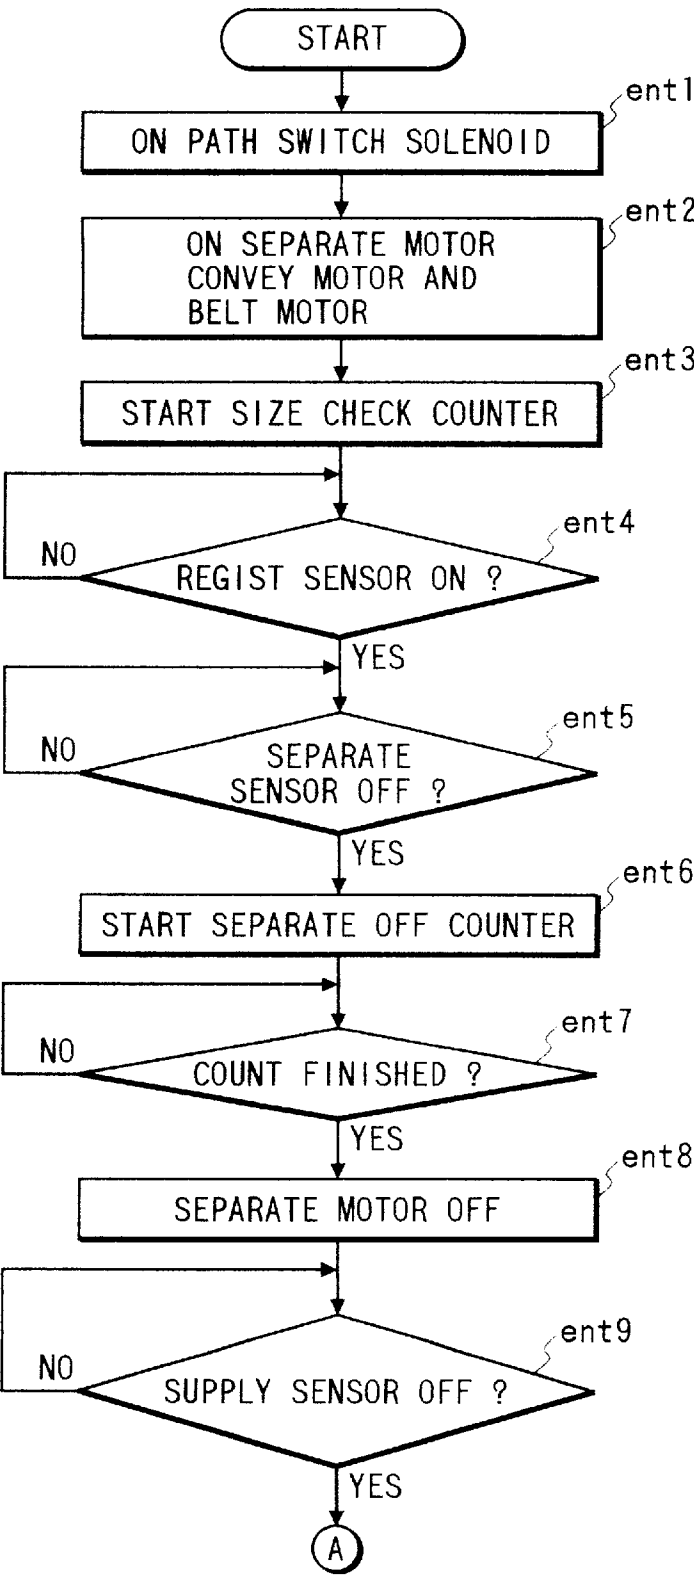 START
ent1
ON PATH SWITCH SOLENOID
ent2
ON SEPARATE MOTOR
CONVEY MOTOR AND
BELT MOTOR
ent3
START SIZE CHECK COUNTER
ent4
NO
REGIST SENSOR ON ?
YES
ent5
NO
SEPARATE
SENSOR OFF ?
YES
ent6
START SEPARATE OFF COUNTER
ent7
NO
COUNT FINISHED ?
YES
ent8
SEPARATE MOTOR OFF
ent9
NO
SUPPLY SENSOR OFF ?
YES
A